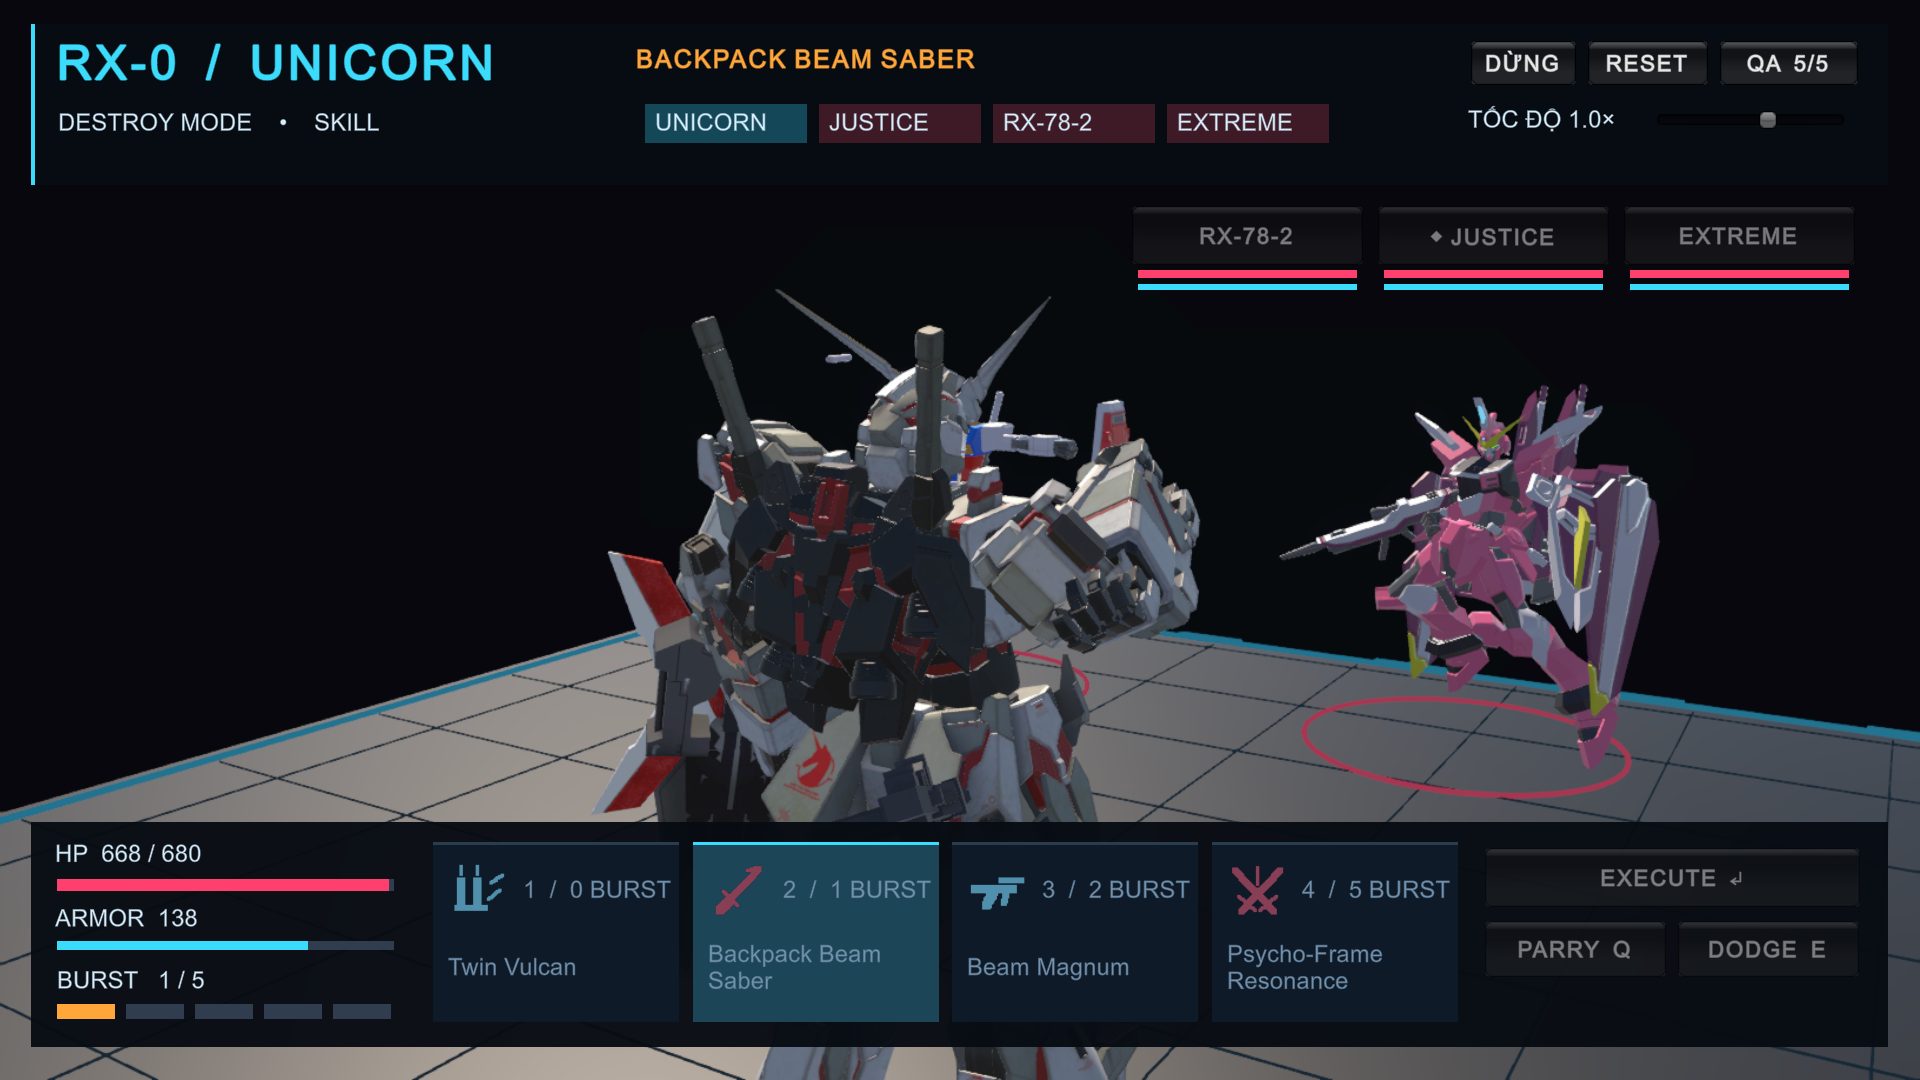 RX-0 / UNICORN
DESTROY MODE • SKILL
BACKPACK BEAM SABER
UNICORN
JUSTICE
RX-78-2
EXTREME
DỪNG
RESET
QA 5/5
TỐC ĐỘ 1.0×
RX-78-2
◆ JUSTICE
EXTREME
HP 668 / 680
ARMOR 138
BURST 1 / 5
1 / 0 BURST
Twin Vulcan
2 / 1 BURST
Backpack Beam
Saber
3 / 2 BURST
Beam Magnum
4 / 5 BURST
Psycho-Frame
Resonance
EXECUTE ↲
PARRY Q
DODGE E